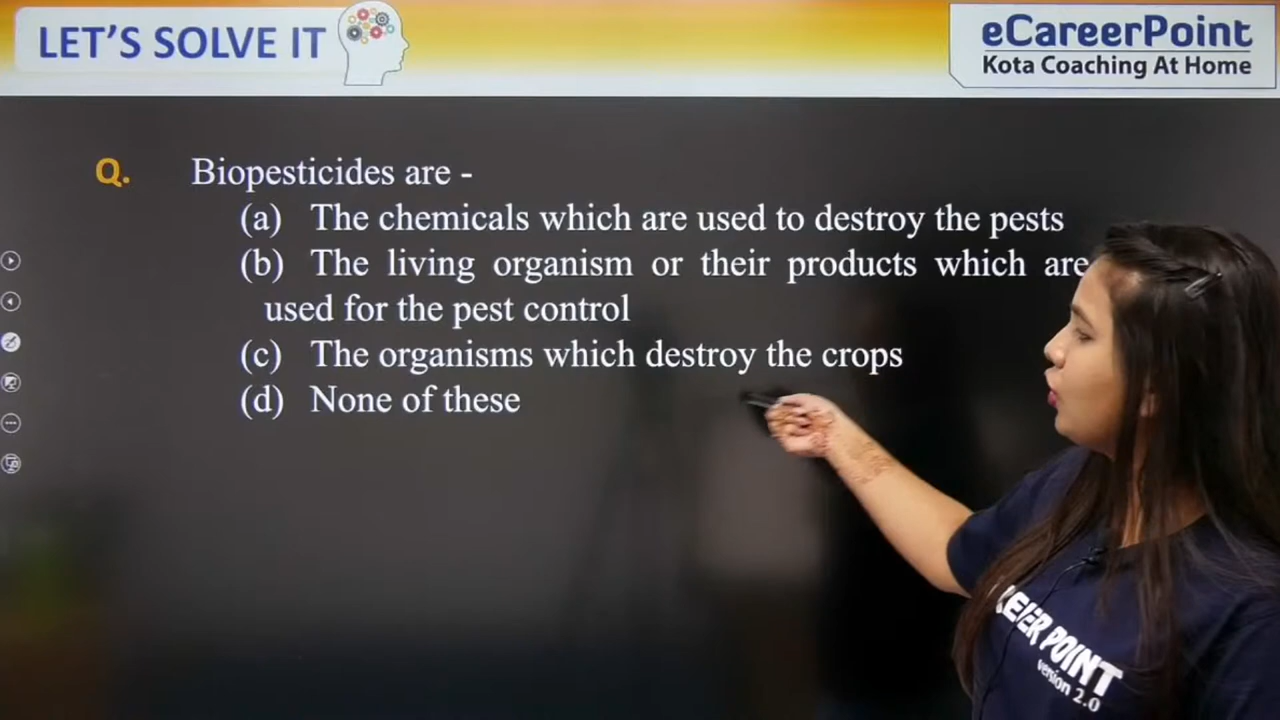 LET'S SOLVE IT
eCareerPoint
Kota Coaching At Home
Q. Biopesticides are -
(a) The chemicals which are used to destroy the pests
(b) The living organism or their products which are
used for the pest control
(c) The organisms which destroy the crops
(d) None of these
POINT
version 2.0